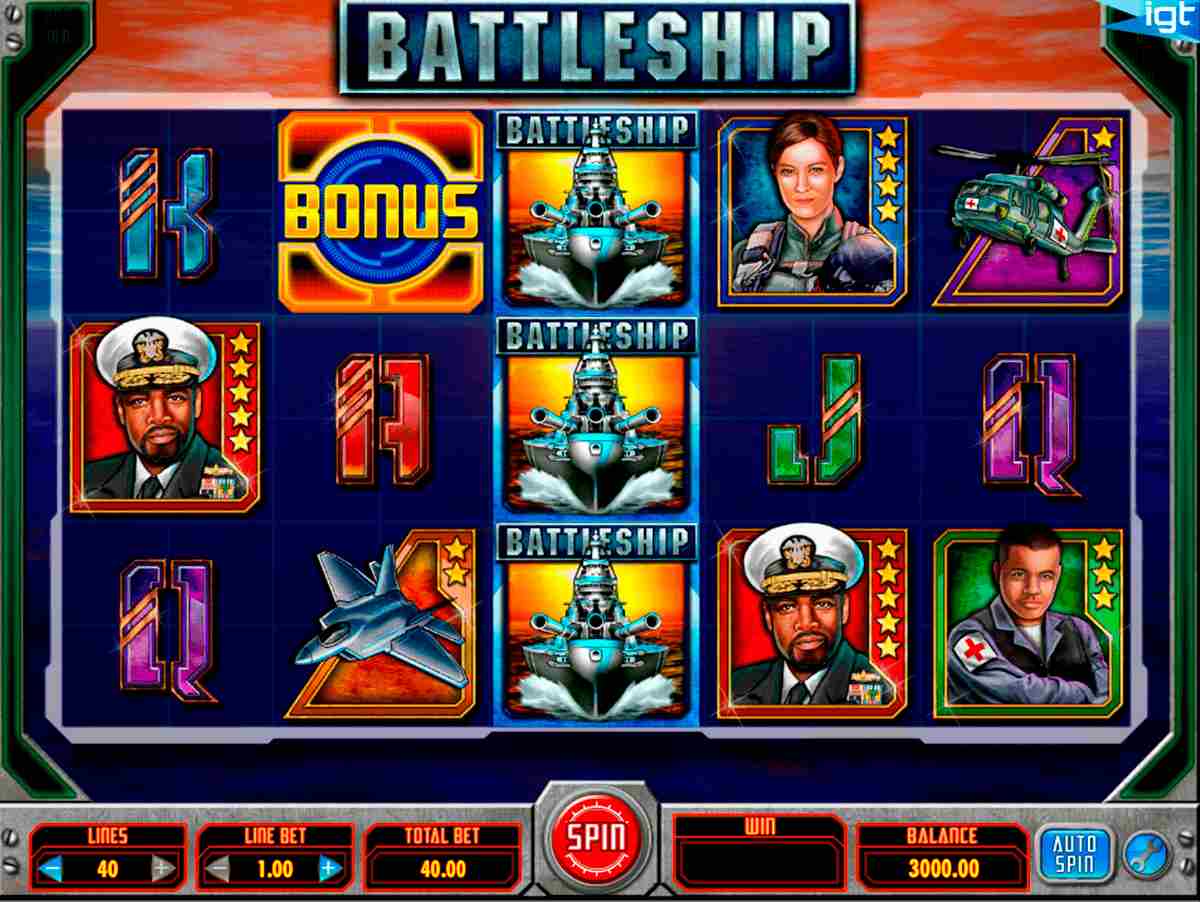 BATTLESHIP
igt
K
BONUS
BATTLESHIP
A
BATTLESHIP
J
Q
Q
BATTLESHIP
LINES
40
LINE BET
1.00
TOTAL BET
40.00
SPIN
WIN
BALANCE
3000.00
AUTO
SPIN